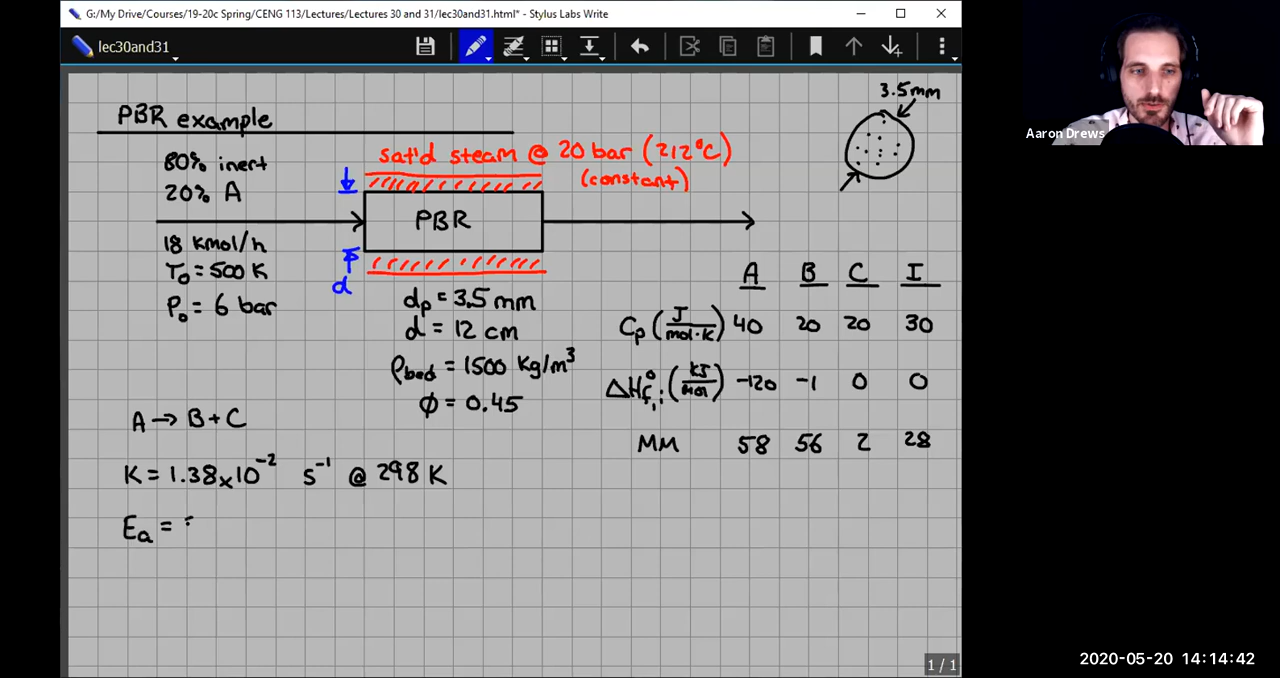 G:/My Drive/Courses/19-20c Spring/CENG 113/Lectures/Lectures 30 and 31/lec30and31.html* - Stylus Labs Write
lec30and31
PBR example
3.5mm
Aaron Drews
80% inert
20% A
sat'd steam @ 20 bar (212°C)
(constant)
PBR
18 kmol/h
T₀ = 500 K
P₀ = 6 bar
d
dₚ = 3.5 mm
d = 12 cm
ρbed = 1500 kg/m³
φ = 0.45
A B C I
Cp (J/mol·K) 40 20 20 30
ΔH°f,i (kJ/mol) -120 -1 0 0
MM 58 56 2 28
A → B + C
K = 1.38×10⁻² s⁻¹ @ 298 K
Ea =
1 / 1
2020-05-20 14:14:42